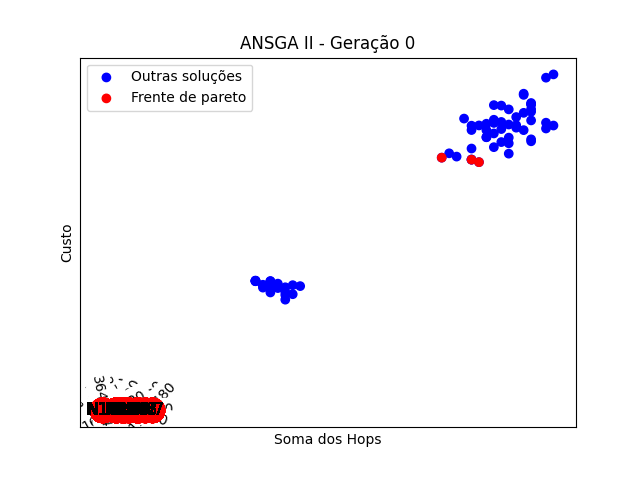 ANSGA II - Geração 0
Outras soluções
Frente de pareto
Custo
Soma dos Hops